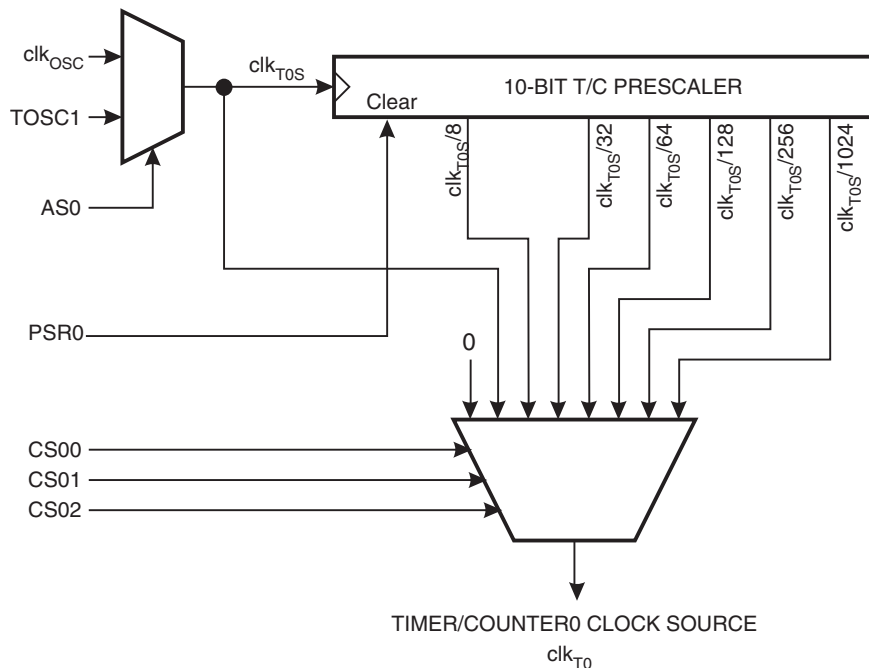 clkOSC
TOSC1
AS0
clkT0S
10-BIT T/C PRESCALER
Clear
clkT0S/8
clkT0S/32
clkT0S/64
clkT0S/128
clkT0S/256
clkT0S/1024
PSR0
0
CS00
CS01
CS02
TIMER/COUNTER0 CLOCK SOURCE
clkT0